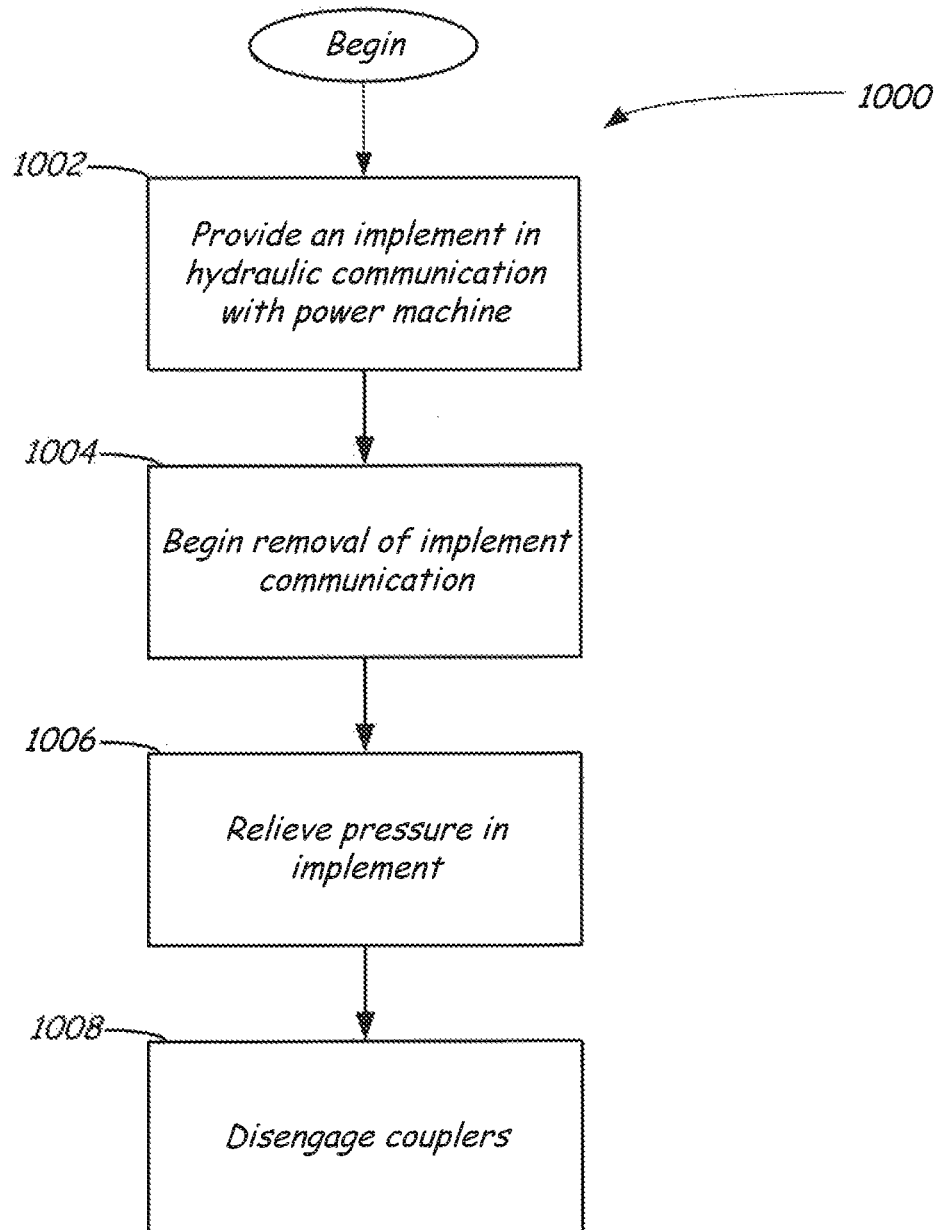 Begin
1000
1002
Provide an implement in
hydraulic communication
with power machine
1004
Begin removal of implement
communication
1006
Relieve pressure in
implement
1008
Disengage couplers